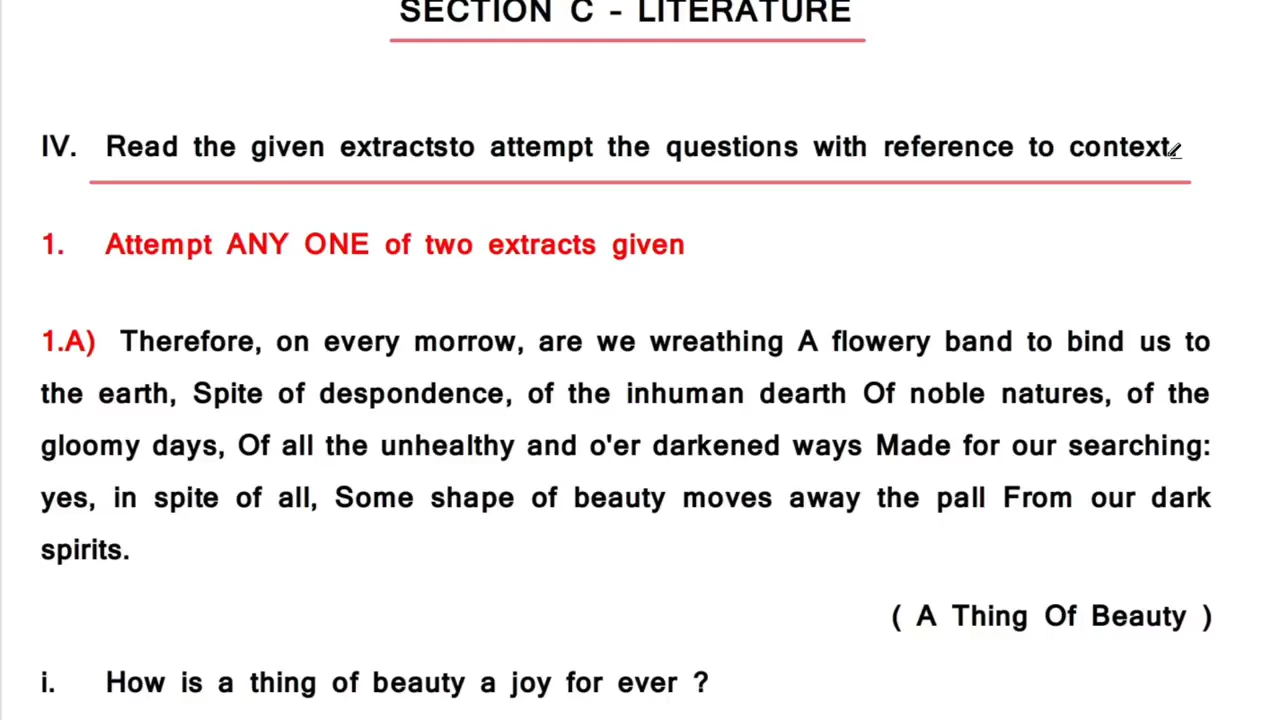 SECTION C - LITERATURE
IV. Read the given extractsto attempt the questions with reference to context.
1. Attempt ANY ONE of two extracts given
1.A) Therefore, on every morrow, are we wreathing A flowery band to bind us to
the earth, Spite of despondence, of the inhuman dearth Of noble natures, of the
gloomy days, Of all the unhealthy and o'er darkened ways Made for our searching:
yes, in spite of all, Some shape of beauty moves away the pall From our dark
spirits.
( A Thing Of Beauty )
i. How is a thing of beauty a joy for ever ?